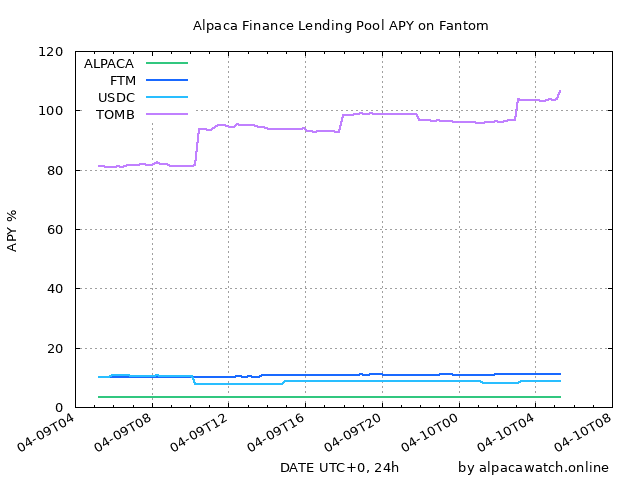 Alpaca Finance Lending Pool APY on Fantom
120
100
80
60
40
20
0
APY %
ALPACA
FTM
USDC
TOMB
04-09T04
04-09T08
04-09T12
04-09T16
04-09T20
04-10T00
04-10T04
04-10T08
DATE UTC+0, 24h
by alpacawatch.online